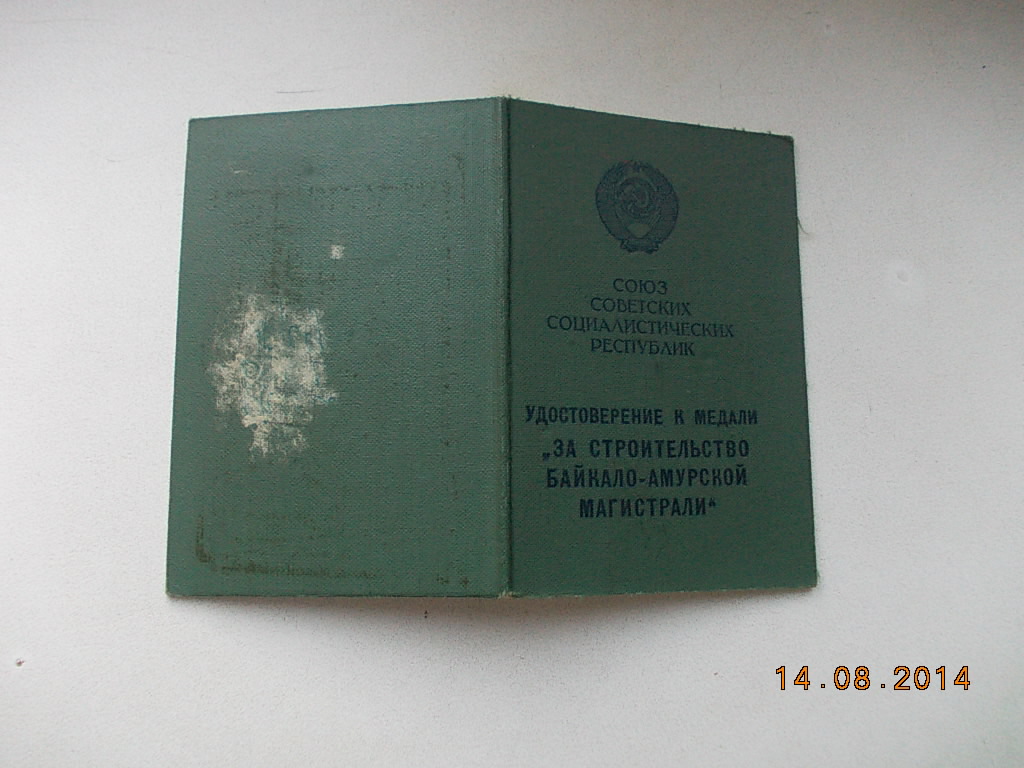 СОЮЗ
СОВЕТСКИХ
СОЦИАЛИСТИЧЕСКИХ
РЕСПУБЛИК
УДОСТОВЕРЕНИЕ К МЕДАЛИ
„ЗА СТРОИТЕЛЬСТВО
БАЙКАЛО-АМУРСКОЙ
МАГИСТРАЛИ“
14.08.2014